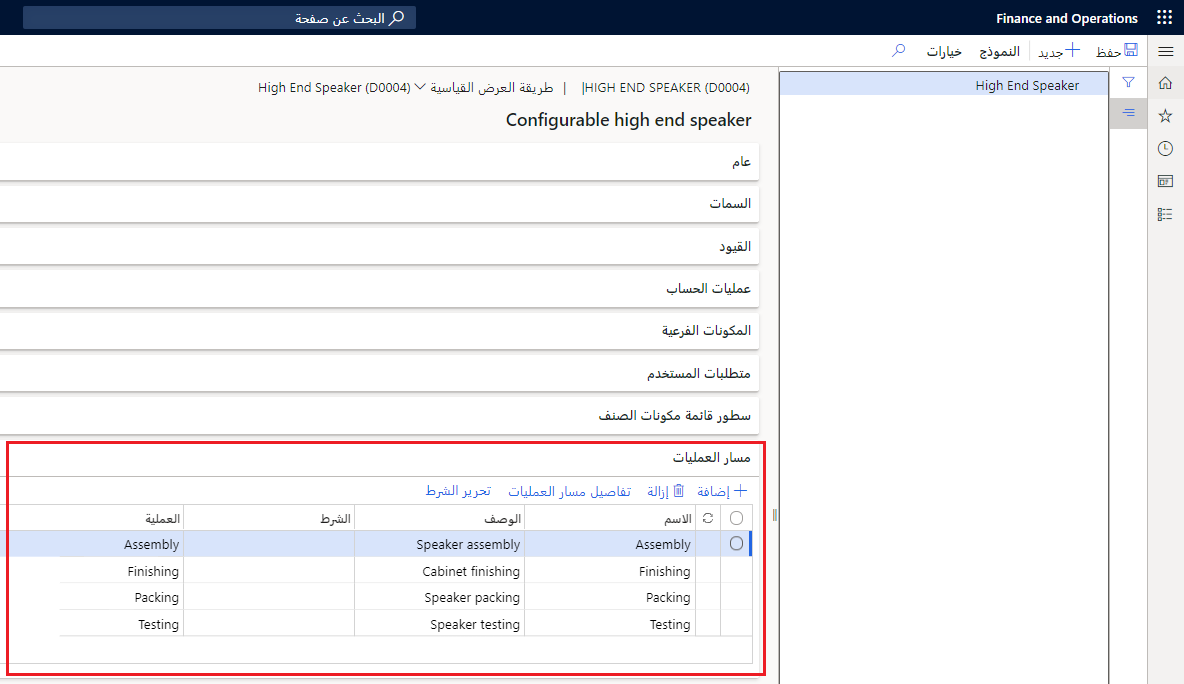 Finance and Operations
البحث عن صفحة
حفظ
جديد
النموذج
خيارات
High End Speaker
HIGH END SPEAKER (D0004)| | طريقة العرض القياسية High End Speaker (D0004)
Configurable high end speaker
عام
السمات
القيود
عمليات الحساب
المكونات الفرعية
متطلبات المستخدم
سطور قائمة مكونات الصنف
مسار العمليات
إضافة إزالة تفاصيل مسار العمليات تحرير الشرط
الاسم الوصف الشرط العملية
Assembly Speaker assembly Assembly
Finishing Cabinet finishing Finishing
Packing Speaker packing Packing
Testing Speaker testing Testing